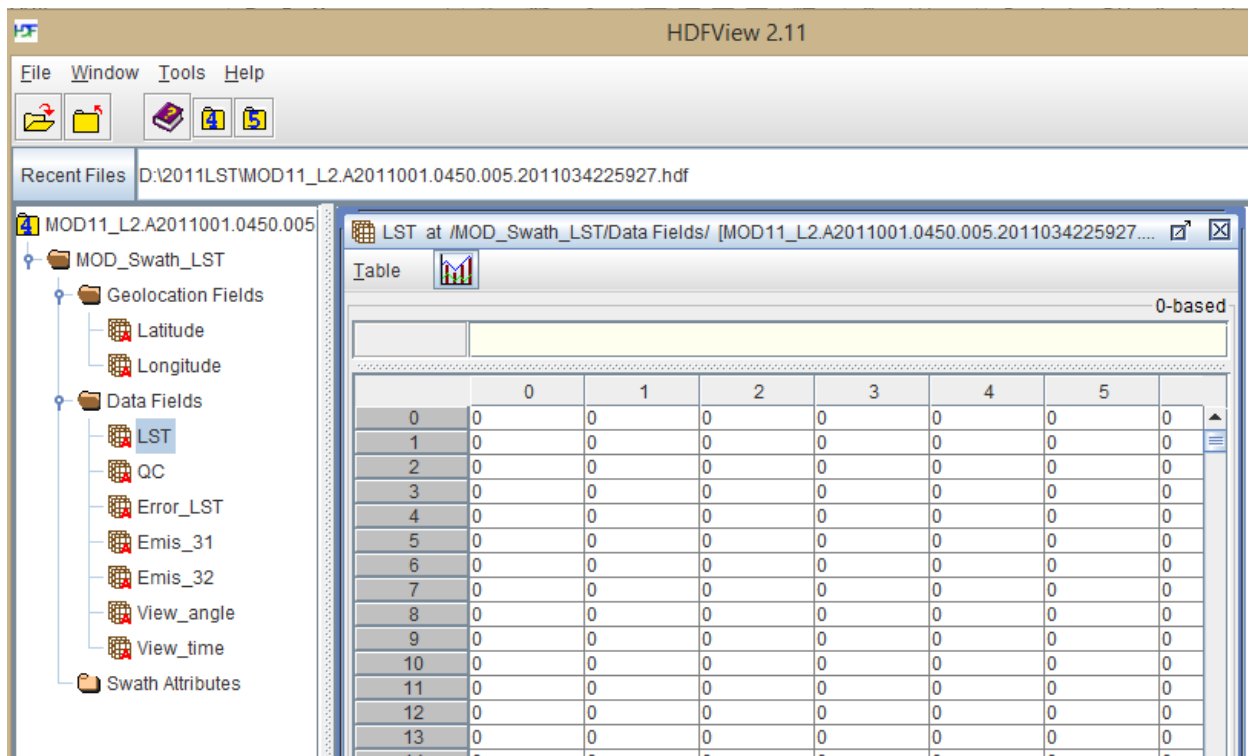 HDFView 2.11
File Window Tools Help
4 5
Recent Files D:\2011LST\MOD11_L2.A2011001.0450.005.2011034225927.hdf
MOD11_L2.A2011001.0450.005
MOD_Swath_LST
Geolocation Fields
Latitude
Longitude
Data Fields
LST
QC
Error_LST
Emis_31
Emis_32
View_angle
View_time
Swath Attributes
LST at /MOD_Swath_LST/Data Fields/ [MOD11_L2.A2011001.0450.005.2011034225927....
Table
0-based
0 1 2 3 4 5
0 0 0 0 0 0 0 0
1 0 0 0 0 0 0 0
2 0 0 0 0 0 0 0
3 0 0 0 0 0 0 0
4 0 0 0 0 0 0 0
5 0 0 0 0 0 0 0
6 0 0 0 0 0 0 0
7 0 0 0 0 0 0 0
8 0 0 0 0 0 0 0
9 0 0 0 0 0 0 0
10 0 0 0 0 0 0 0
11 0 0 0 0 0 0 0
12 0 0 0 0 0 0 0
13 0 0 0 0 0 0 0